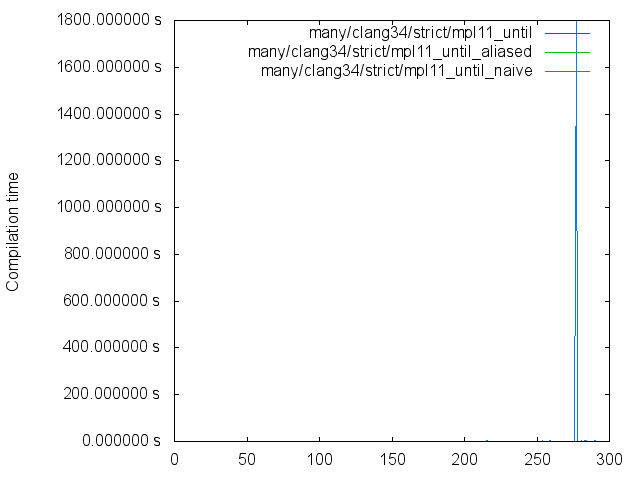 1800.000000 s
1600.000000 s
1400.000000 s
1200.000000 s
1000.000000 s
800.000000 s
600.000000 s
400.000000 s
200.000000 s
0.000000 s
Compilation time
many/clang34/strict/mpl11_until
many/clang34/strict/mpl11_until_aliased
many/clang34/strict/mpl11_until_naive
0
50
100
150
200
250
300